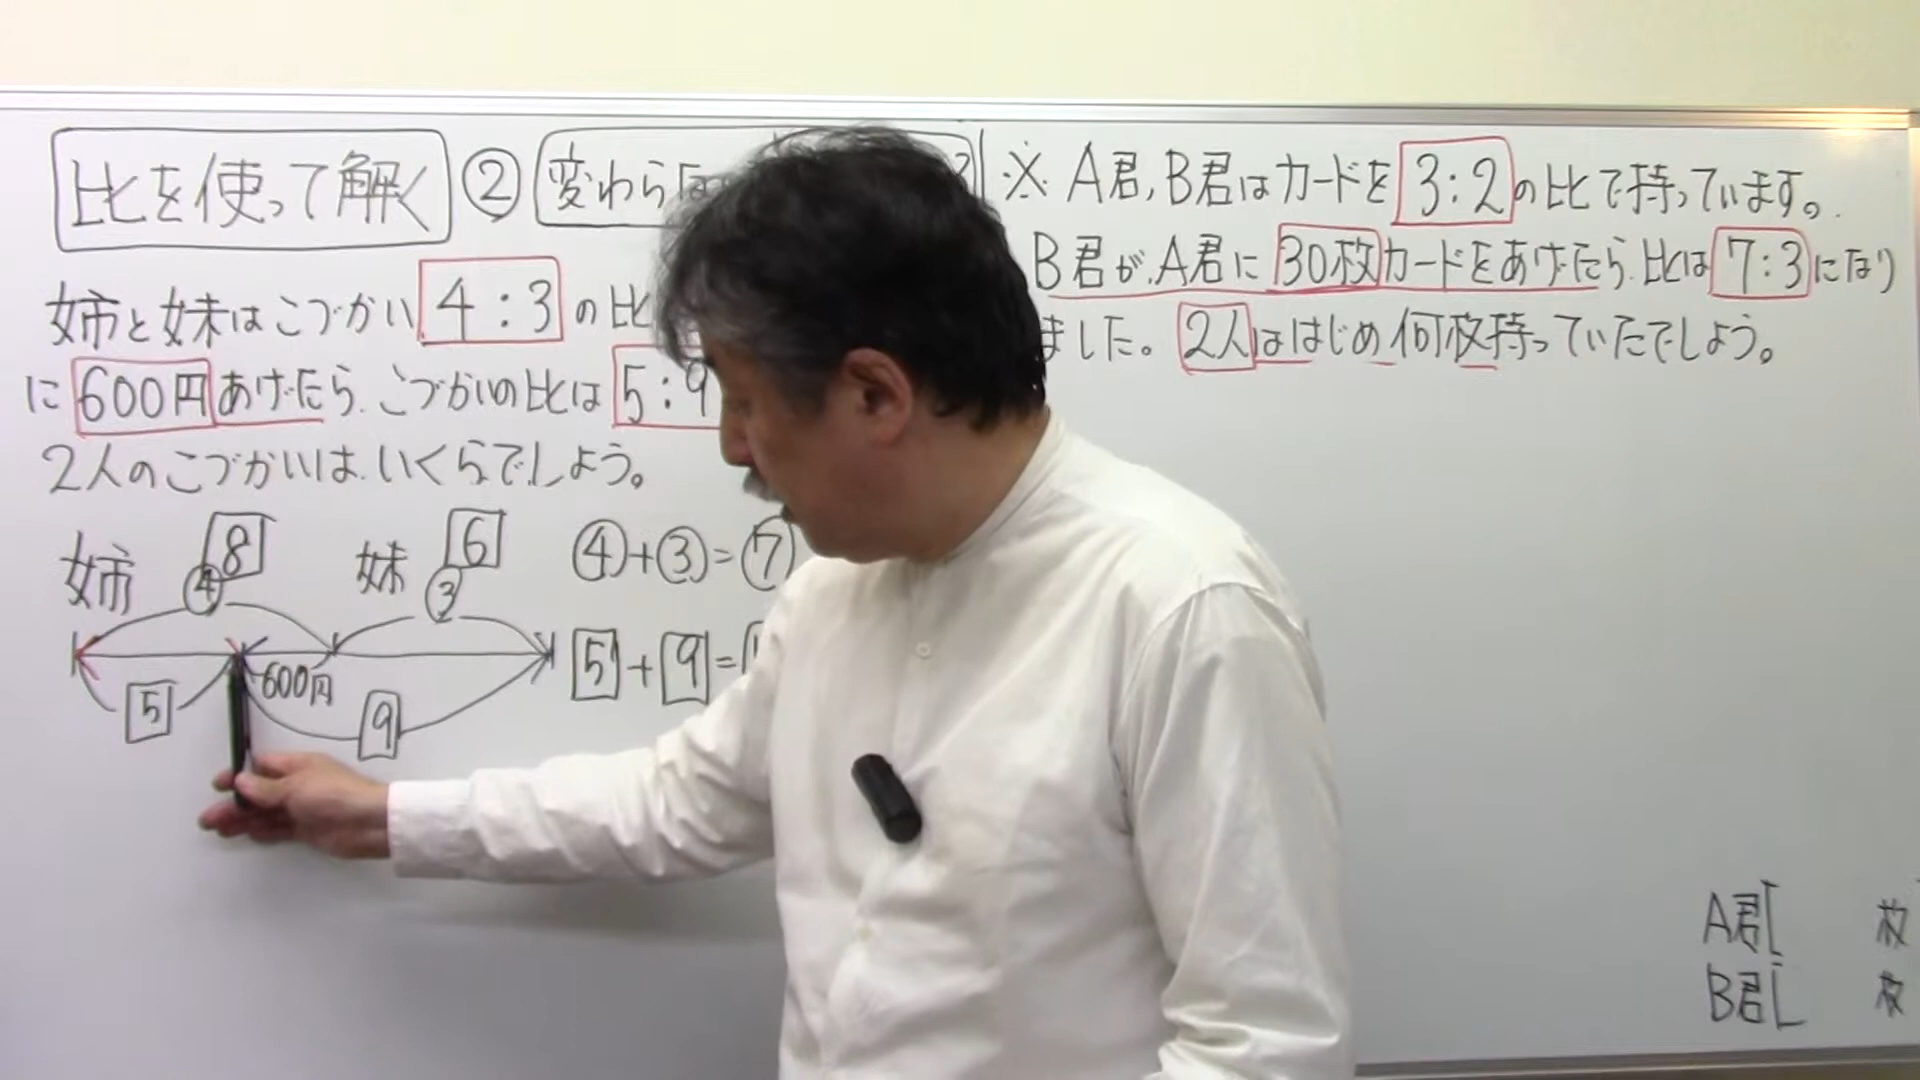 比を使って解く ② 変わらな
姉と妹はこづかい 4:3 の比
に 600円 あげたら、こづかいの比は 5:9
2人のこづかいは、いくらでしょう。
姉 8 妹 6
④ ③
600円
5 9
④+③=⑦
5+9=
※ A君,B君はカードを 3:2 の比で持っています。
B君が、A君に 30枚 カードをあげたら、比は 7:3 になり
ました。2人ははじめ何枚持っていたでしょう。
A君[ 枚
B君[ 枚